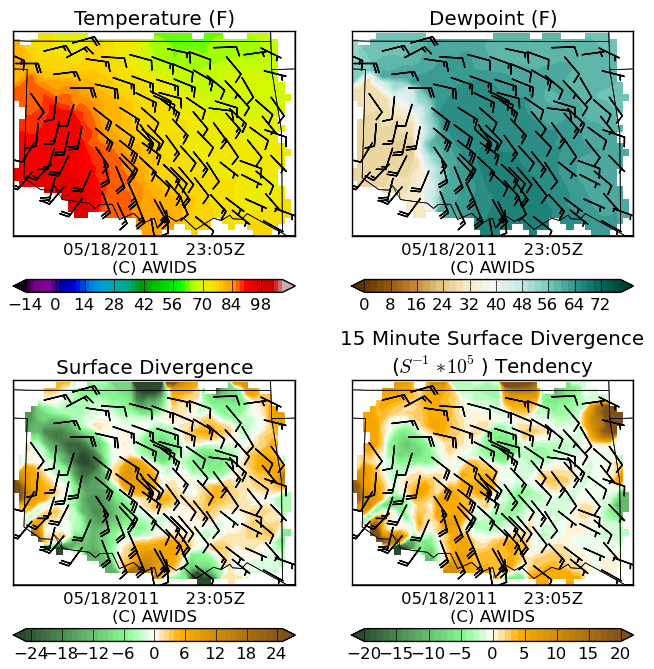 Temperature (F)
Dewpoint (F)
05/18/2011 23:05Z
(C) AWIDS
05/18/2011 23:05Z
(C) AWIDS
−14 0 14 28 42 56 70 84 98
0 8 16 24 32 40 48 56 64 72
Surface Divergence
15 Minute Surface Divergence
(S⁻¹ *10⁵ ) Tendency
05/18/2011 23:05Z
(C) AWIDS
05/18/2011 23:05Z
(C) AWIDS
−24 −18 −12 −6 0 6 12 18 24
−20 −15 −10 −5 0 5 10 15 20